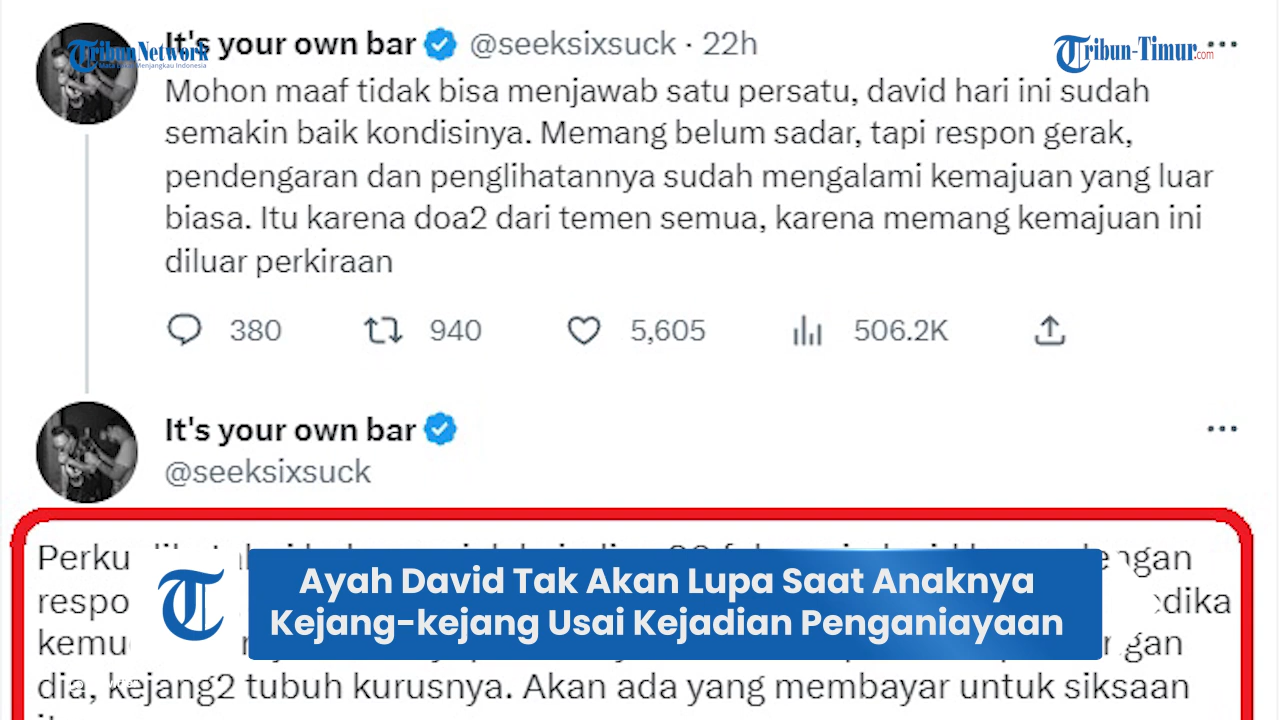 It's your own bar @seeksixsuck · 22h
Tribun Network
Tribun-Timur.com
Mohon maaf tidak bisa menjawab satu persatu, david hari ini sudah
semakin baik kondisinya. Memang belum sadar, tapi respon gerak,
pendengaran dan penglihatannya sudah mengalami kemajuan yang luar
biasa. Itu karena doa2 dari temen semua, karena memang kemajuan ini
diluar perkiraan
380 940 5,605 506.2K
It's your own bar
@seeksixsuck
Ayah David Tak Akan Lupa Saat Anaknya
Kejang-kejang Usai Kejadian Penganiayaan
dia, kejang2 tubuh kurusnya. Akan ada yang membayar untuk siksaan